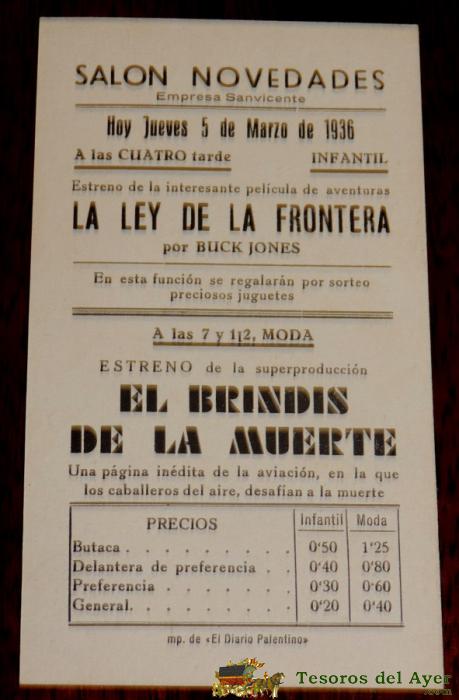 SALON NOVEDADES
Empresa Sanvicente
Hoy Jueves 5 de Marzo de 1936
A las CUATRO tarde INFANTIL
Estreno de la interesante película de aventuras
LA LEY DE LA FRONTERA
por BUCK JONES
En esta función se regalarán por sorteo
preciosos juguetes
A las 7 y 1¡2, MODA
ESTRENO de la superproducción
EL BRINDIS
DE LA MUERTE
Una página inédita de la aviación, en la que
los caballeros del aire, desafían a la muerte
PRECIOS Infantil Moda
Butaca . . . . . . . . . 0'50 1'25
Delantera de preferencia . . 0'40 0'80
Preferencia . . . . . . . 0'30 0'60
General. . . . . . . . 0'20 0'40
mp. de «El Diario Palentino»
Tesoros del Ayer
.com